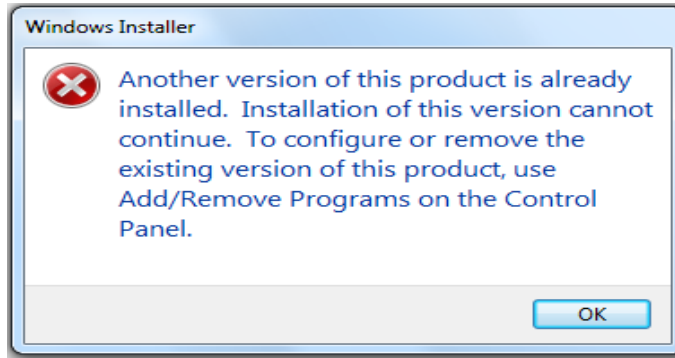 Windows Installer
Another version of this product is already
installed.  Installation of this version cannot
continue.  To configure or remove the
existing version of this product, use
Add/Remove Programs on the Control
Panel.
OK